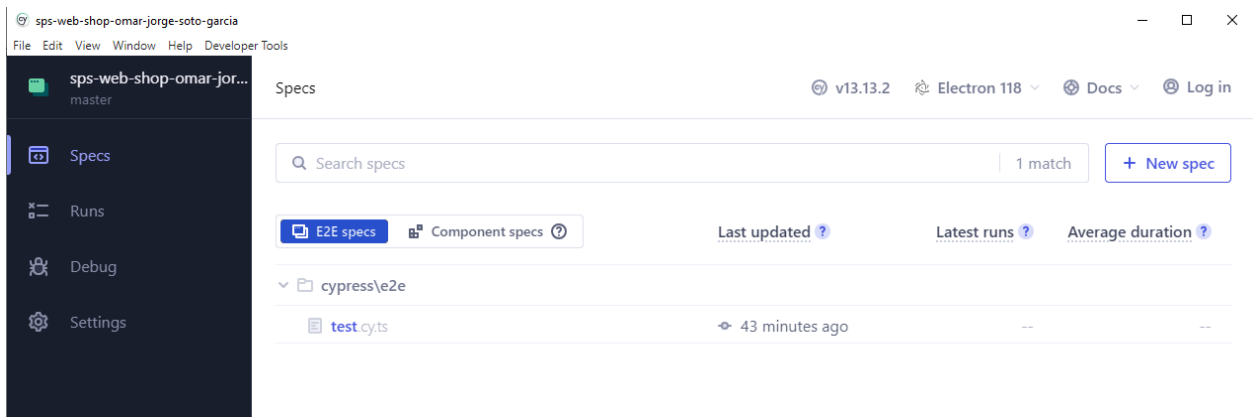 sps-web-shop-omar-jorge-soto-garcia
File Edit View Window Help Developer Tools
sps-web-shop-omar-jor...
master
Specs
v13.13.2 Electron 118 Docs Log in
Specs
Runs
Debug
Settings
Search specs 1 match + New spec
E2E specs Component specs ? Last updated ? Latest runs ? Average duration ?
cypress\e2e
test.cy.ts 43 minutes ago -- --